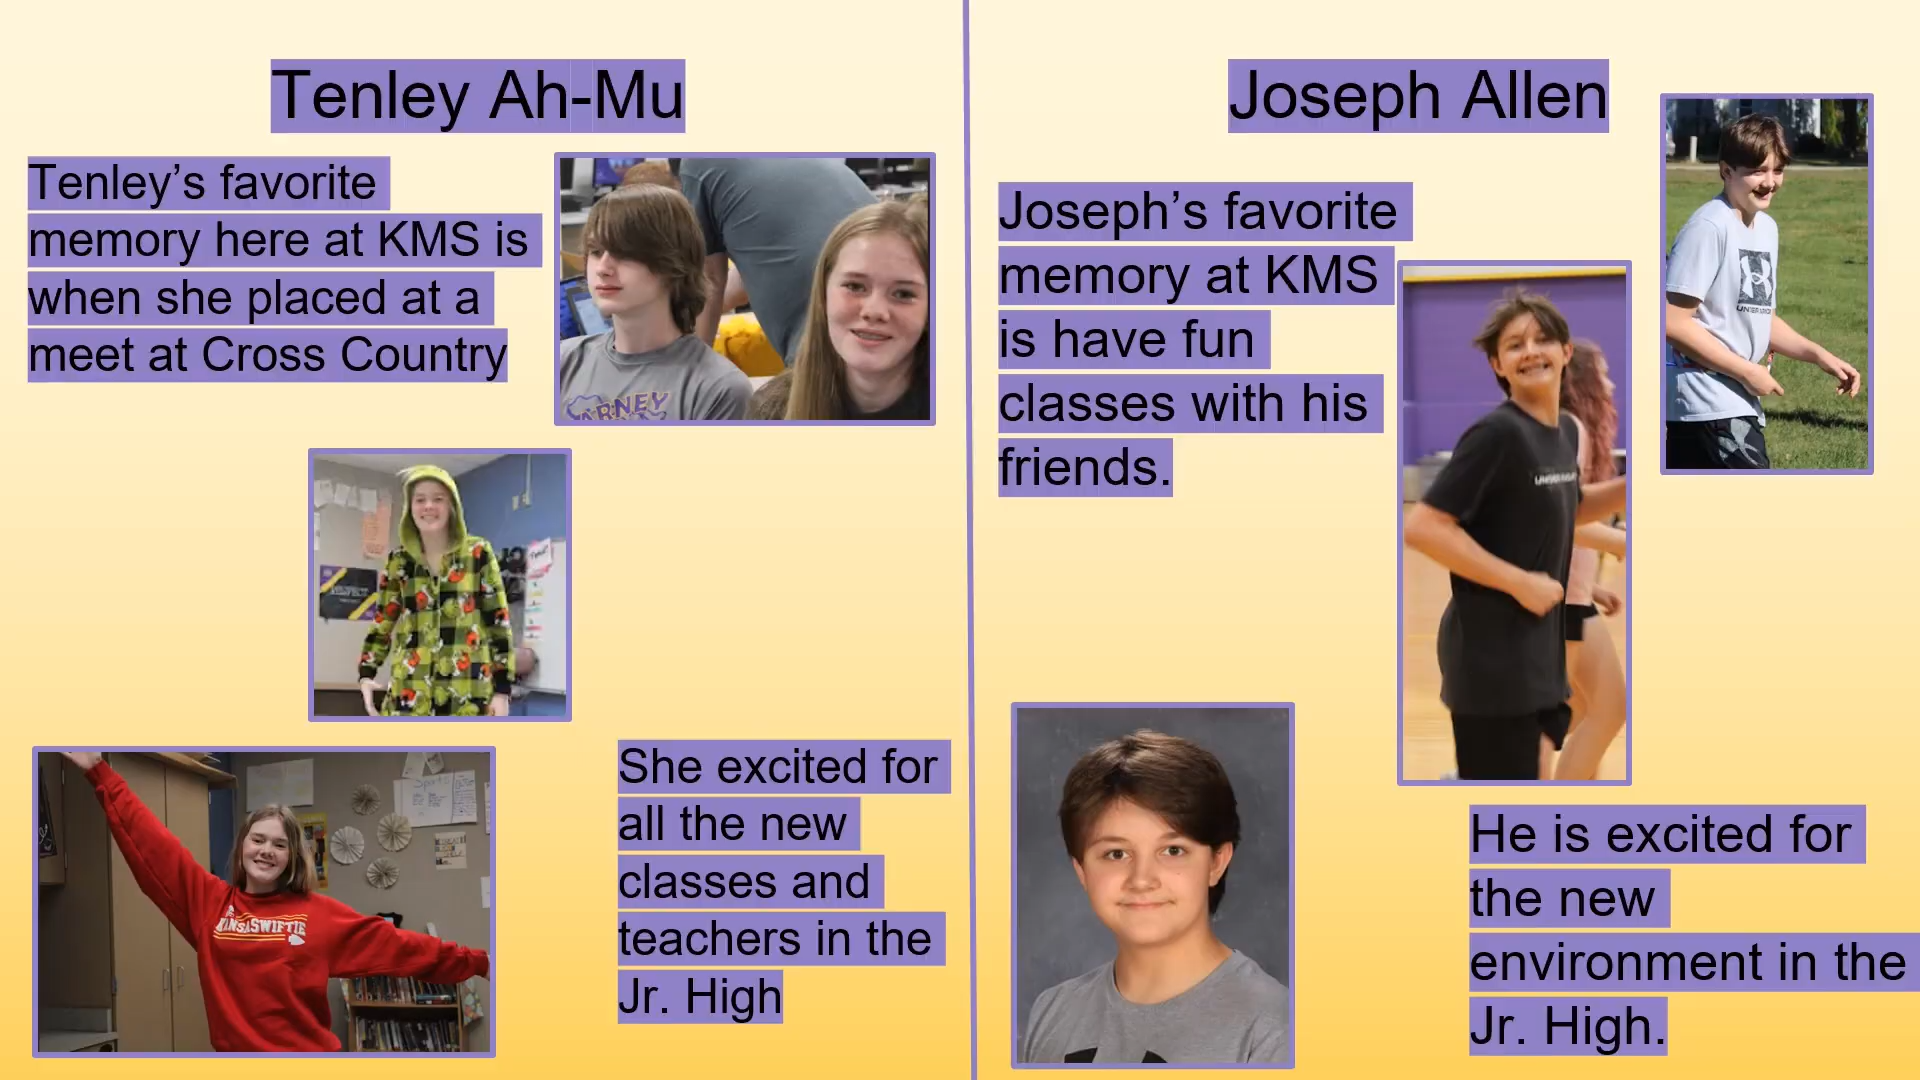 Tenley Ah-Mu
Tenley’s favorite
memory here at KMS is
when she placed at a
meet at Cross Country
She excited for
all the new
classes and
teachers in the
Jr. High
Joseph Allen
Joseph’s favorite
memory at KMS
is have fun
classes with his
friends.
He is excited for
the new
environment in the
Jr. High.